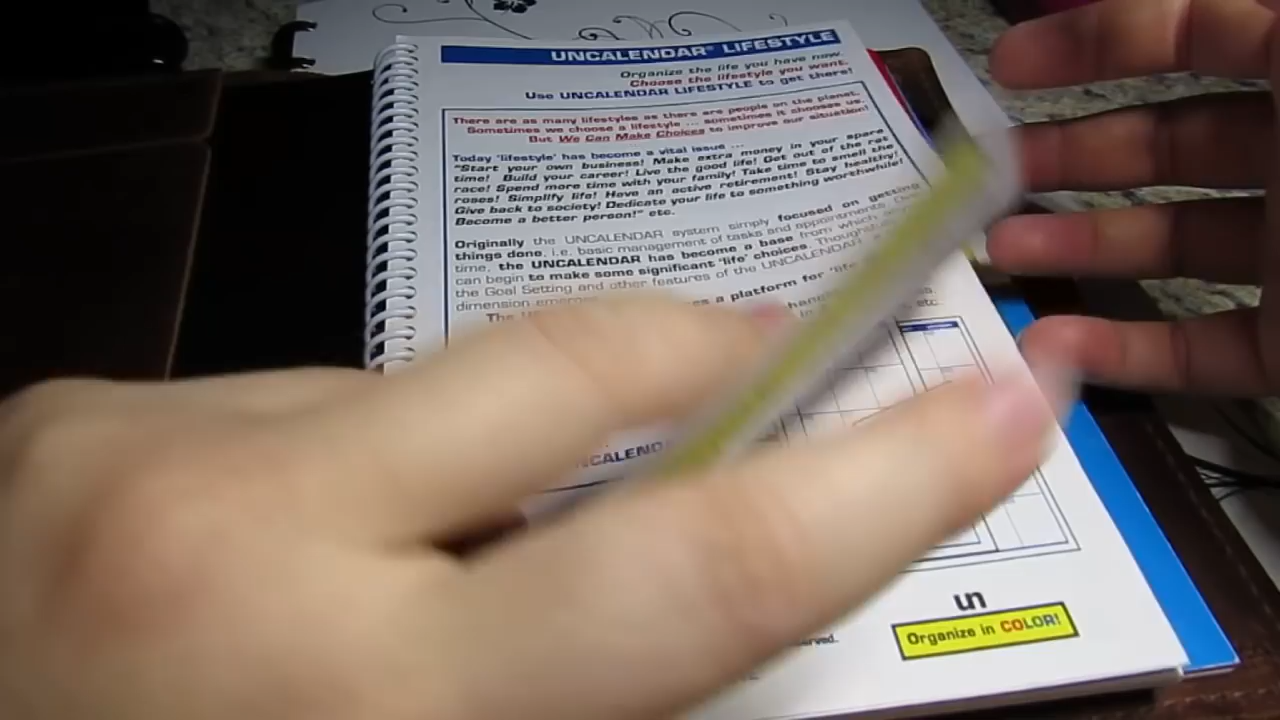 UNCALENDAR® LIFESTYLE
Organize the life you have now.
Choose the lifestyle you want.
Use UNCALENDAR LIFESTYLE to get there!
There are as many lifestyles as there are people on the planet.
Sometimes we choose a lifestyle ... sometimes it chooses us.
But We Can Make Choices to improve our situation!
Today 'lifestyle' has become a vital issue ...
"Start your own business! Make extra money in your spare
time! Build your career! Live the good life! Get out of the rat
race! Spend more time with your family! Take time to smell the
roses! Simplify life! Have an active retirement! Stay healthy!
Give back to society! Dedicate your life to something worthwhile!
Become a better person!" etc.
Originally the UNCALENDAR system simply focused on getting
things done, i.e. basic management of tasks and appointments.
time, the UNCALENDAR has become a base from which
can begin to make some significant 'life' choices.
the Goal Setting and other features of the UNCALENDAR
dimension
The
a platform for
etc.
un
Organize in COLOR!